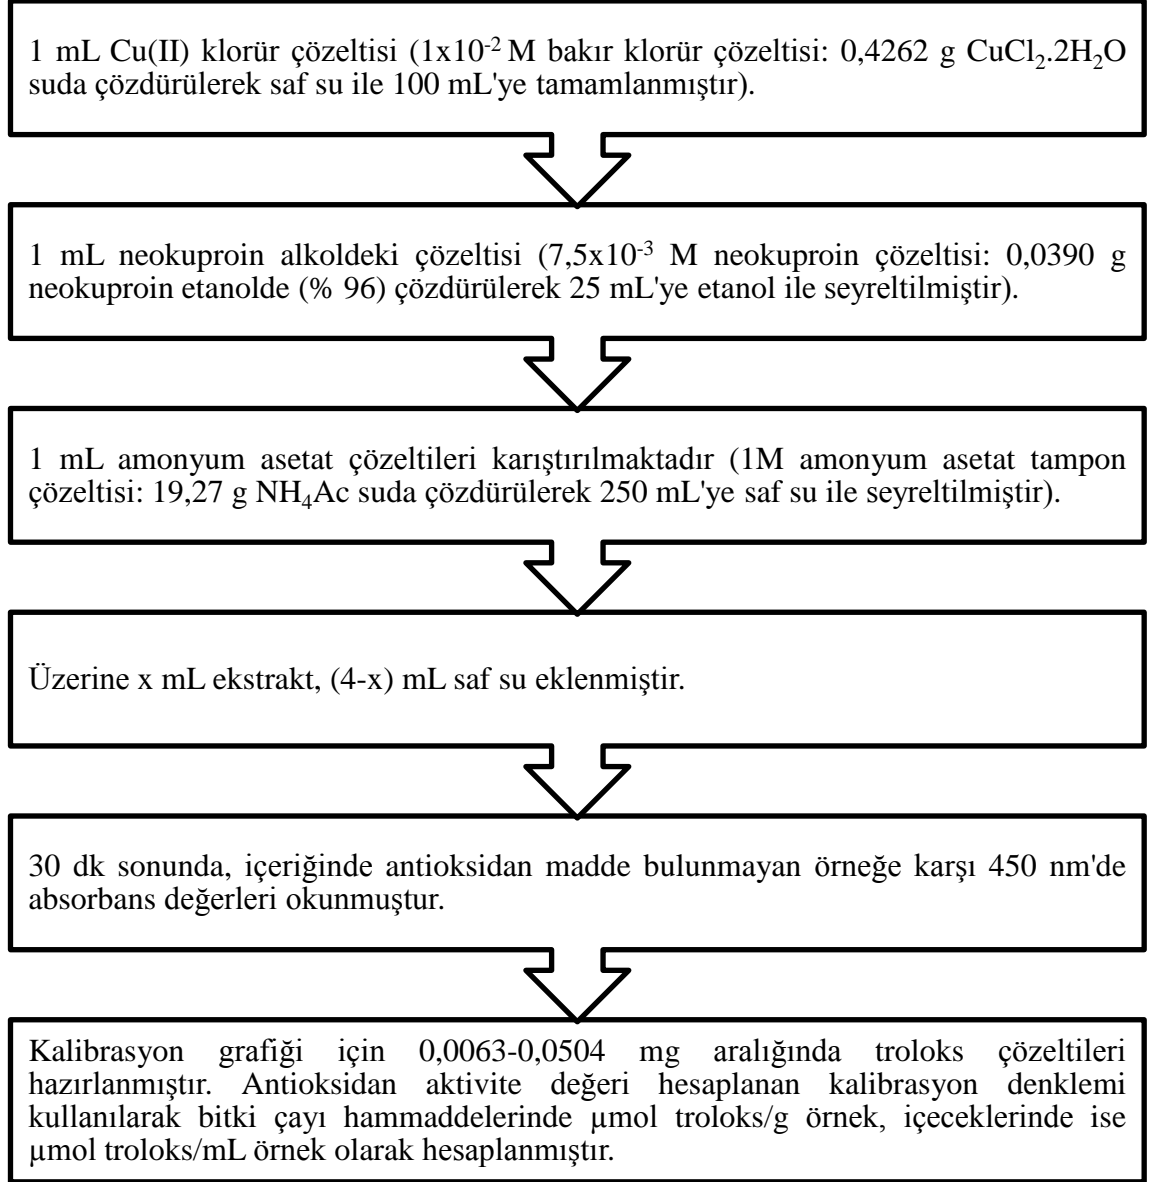 1 mL Cu(II) klorür çözeltisi (1x10⁻² M bakır klorür çözeltisi: 0,4262 g CuCl₂.2H₂O
suda çözdürülerek saf su ile 100 mL'ye tamamlanmıştır).
1 mL neokuproin alkoldeki çözeltisi (7,5x10⁻³ M neokuproin çözeltisi: 0,0390 g
neokuproin etanolde (% 96) çözdürülerek 25 mL'ye etanol ile seyreltilmiştir).
1 mL amonyum asetat çözeltileri karıştırılmaktadır (1M amonyum asetat tampon
çözeltisi: 19,27 g NH₄Ac suda çözdürülerek 250 mL'ye saf su ile seyreltilmiştir).
Üzerine x mL ekstrakt, (4-x) mL saf su eklenmiştir.
30 dk sonunda, içeriğinde antioksidan madde bulunmayan örneğe karşı 450 nm'de
absorbans değerleri okunmuştur.
Kalibrasyon grafiği için 0,0063-0,0504 mg aralığında troloks çözeltileri
hazırlanmıştır. Antioksidan aktivite değeri hesaplanan kalibrasyon denklemi
kullanılarak bitki çayı hammaddelerinde µmol troloks/g örnek, içeceklerinde ise
µmol troloks/mL örnek olarak hesaplanmıştır.